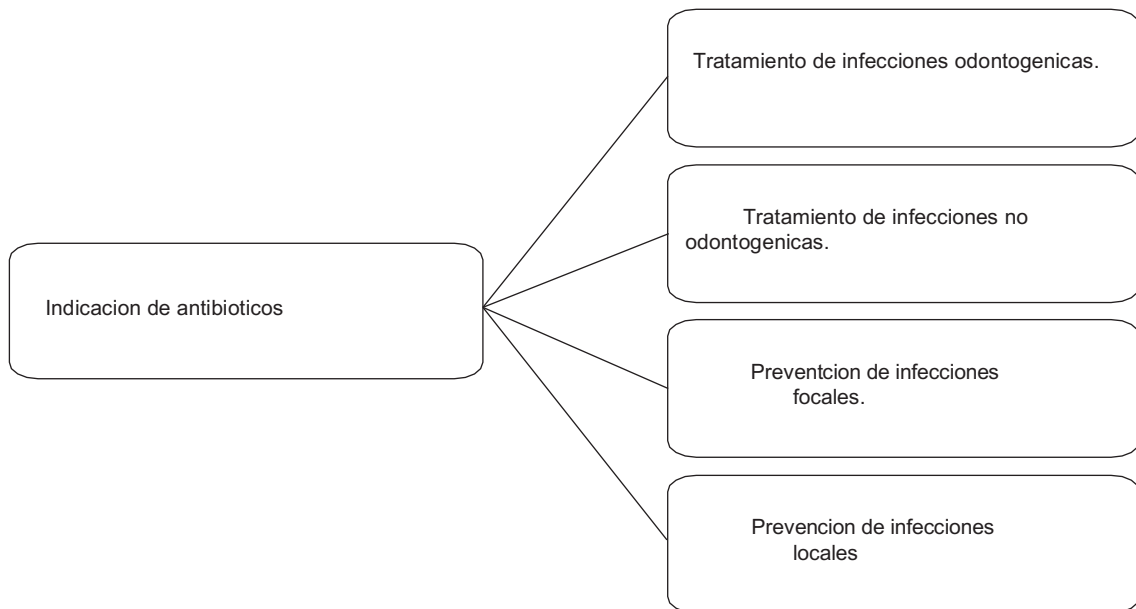 Indicacion de antibioticos
Tratamiento de infecciones odontogenicas.
Tratamiento de infecciones no
odontogenicas.
Preventcion de infecciones
focales.
Prevencion de infecciones
locales